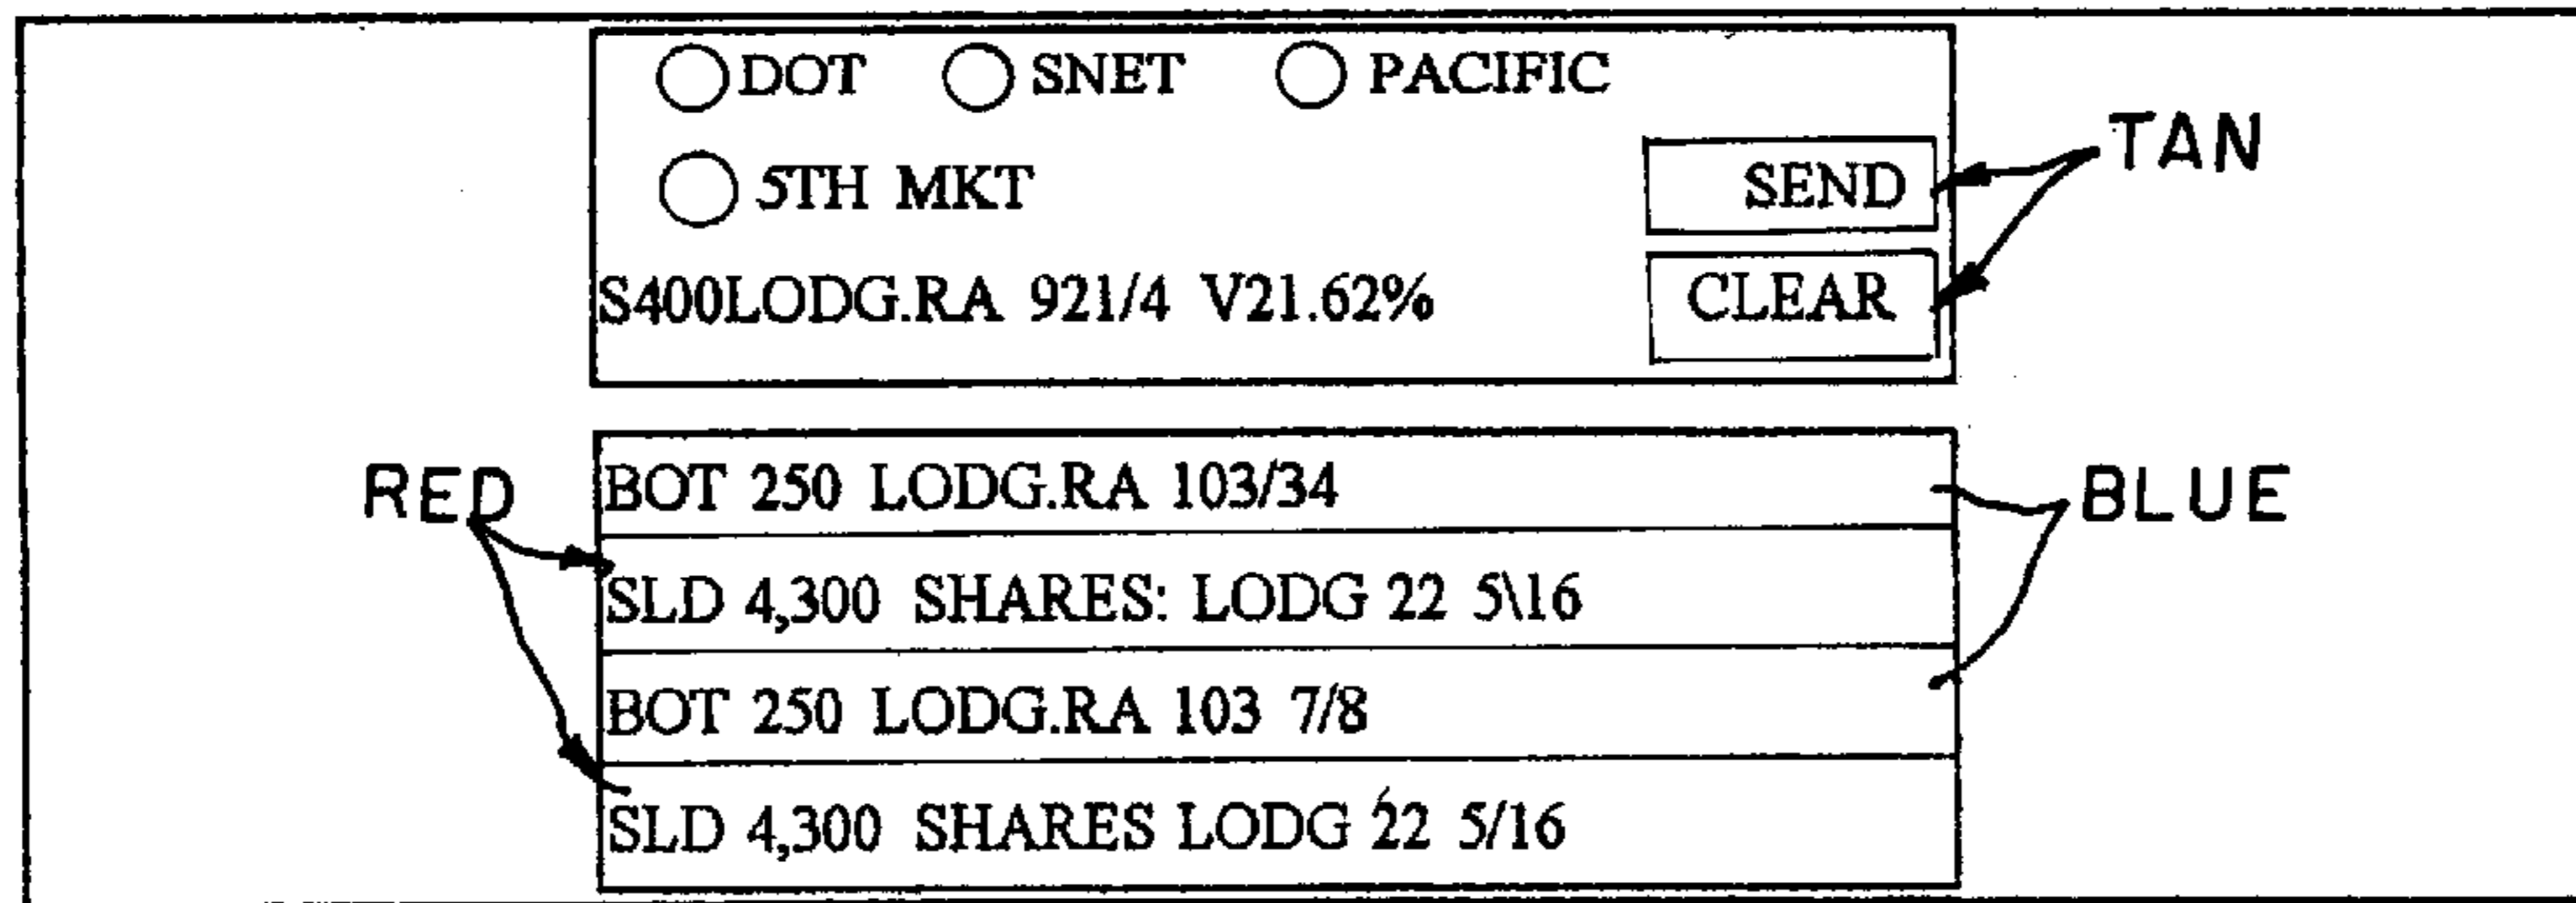 DOT SNET PACIFIC
5TH MKT
SEND
TAN
S400LODG.RA 921/4 V21.62%
CLEAR
RED
BOT 250 LODG.RA 103/34
BLUE
SLD 4,300 SHARES: LODG 22 5\16
BOT 250 LODG.RA 103 7/8
SLD 4,300 SHARES LODG 22 5/16